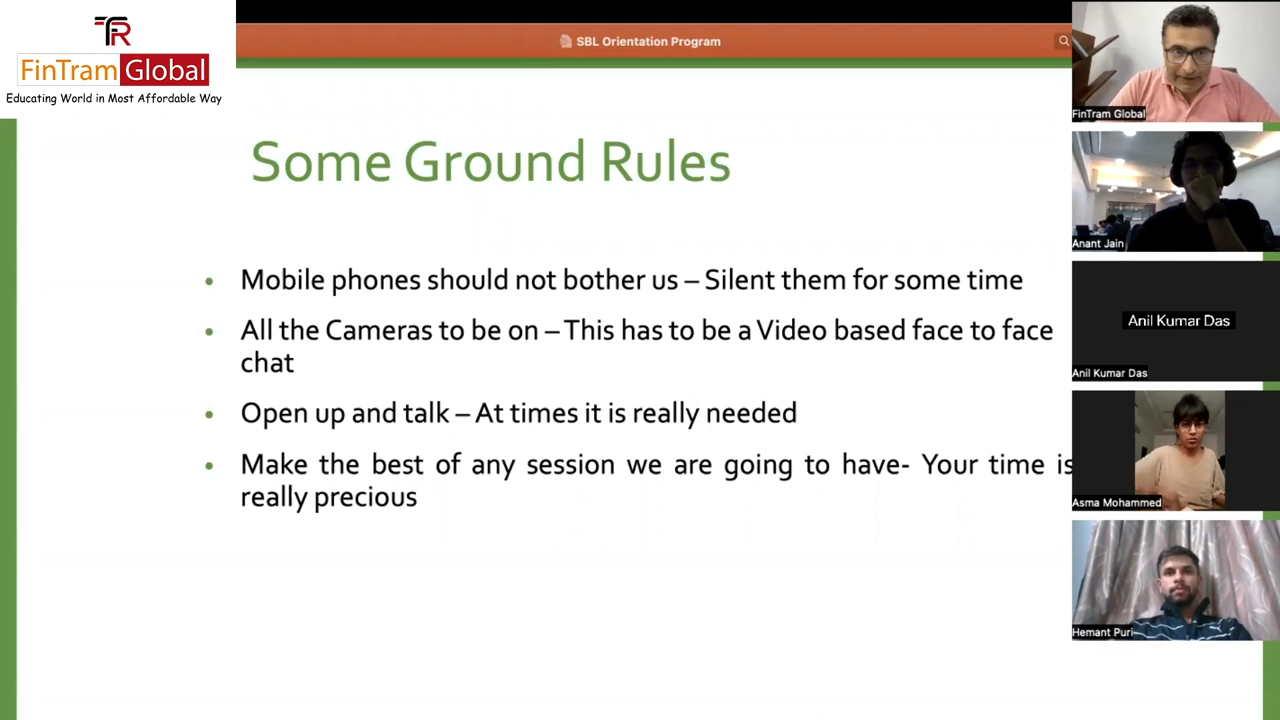 TR
FinTram Global
Educating World in Most Affordable Way
SBL Orientation Program
Some Ground Rules
• Mobile phones should not bother us – Silent them for some time
• All the Cameras to be on – This has to be a Video based face to face
chat
• Open up and talk – At times it is really needed
• Make the best of any session we are going to have- Your time is
really precious
FinTram Global
Anant Jain
Anil Kumar Das
Anil Kumar Das
Asma Mohammed
Hemant Puri